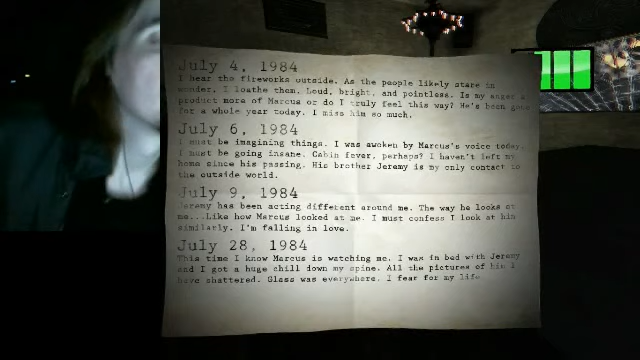 July 4, 1984
I hear the fireworks outside. As the people likely stare in
wonder, I loathe them. Loud, bright, and pointless. Is my anger a
product more of Marcus or do I truly feel this way? He's been gone
for a whole year today. I miss him so much.
July 6, 1984
I must be imagining things. I was awoken by Marcus's voice today.
I must be going insane. Cabin fever, perhaps? I haven't left my
home since his passing. His brother Jeremy is my only contact to
the outside world.
July 9, 1984
Jeremy has been acting different around me. The way he looks at
me...Like how Marcus looked at me. I must confess I look at him
similarly. I'm falling in love.
July 28, 1984
This time I know Marcus is watching me. I was in bed with Jeremy
and I got a huge chill down my spine. All the pictures of him I
have shattered. Glass was everywhere. I fear for my life.